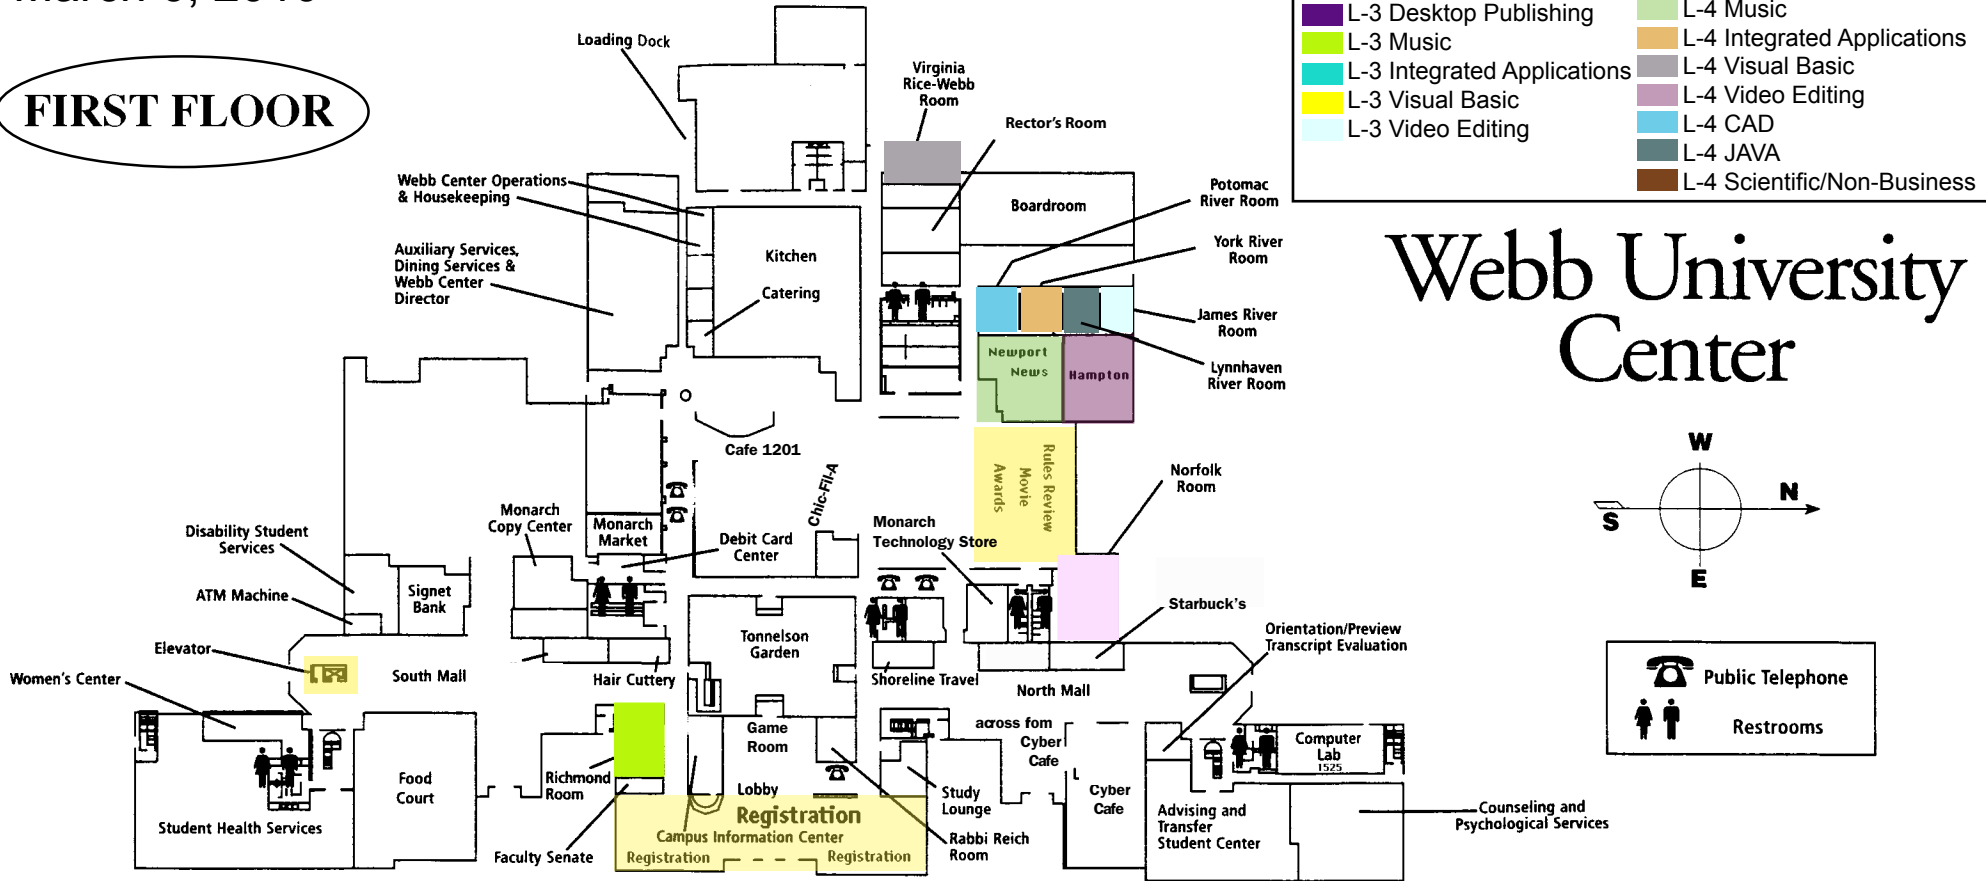 FIRST FLOOR
L-3 Desktop Publishing
L-3 Music
L-3 Integrated Applications
L-3 Visual Basic
L-3 Video Editing
L-4 Music
L-4 Integrated Applications
L-4 Visual Basic
L-4 Video Editing
L-4 CAD
L-4 JAVA
L-4 Scientific/Non-Business
Webb University
Center
Loading Dock
Virginia
Rice-Webb
Room
Rector's Room
Webb Center Operations
& Housekeeping
Boardroom
Potomac
River Room
Auxiliary Services,
Dining Services &
Webb Center
Director
Kitchen
Catering
York River
Room
James River
Room
Lynnhaven
River Room
Newport
News
Hampton
Cafe 1201
Chic-Fil-A
Rules Review
Movie
Awards
Norfolk
Room
W
N
S
E
Monarch
Copy Center
Monarch
Market
Debit Card
Center
Monarch
Technology Store
Disability Student
Services
ATM Machine
Signet
Bank
Starbuck's
Elevator
South Mall
Hair Cuttery
Tonnelson
Garden
Shoreline Travel
North Mall
Orientation/Preview
Transcript Evaluation
Women's Center
Public Telephone
Restrooms
Game
Room
across fom
Cyber
Cafe
Computer
Lab
1525
Richmond
Room
Food
Court
Lobby
Study
Lounge
Cyber
Cafe
Student Health Services
Registration
Campus Information Center
Registration
Registration
Faculty Senate
Rabbi Reich
Room
Advising and
Transfer
Student Center
Counseling and
Psychological Services